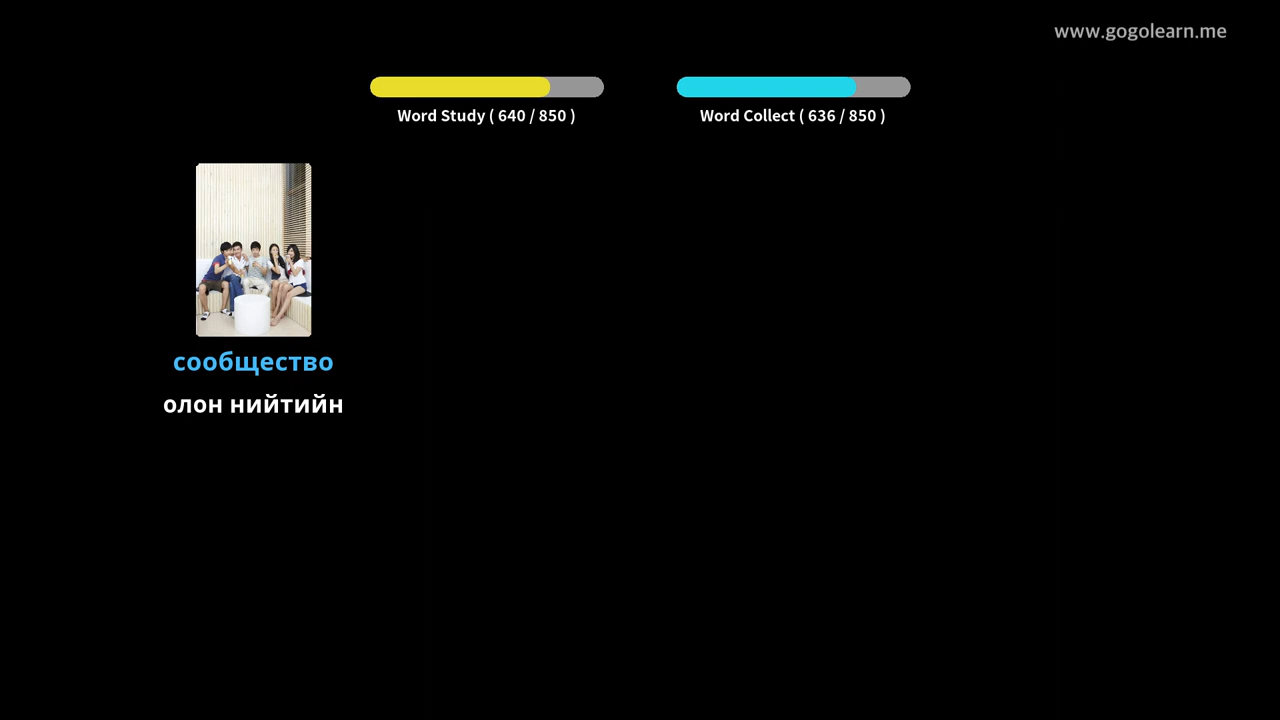 www.gogolearn.me
Word Study ( 640 / 850 )
Word Collect ( 636 / 850 )
сообщество
олон нийтийн